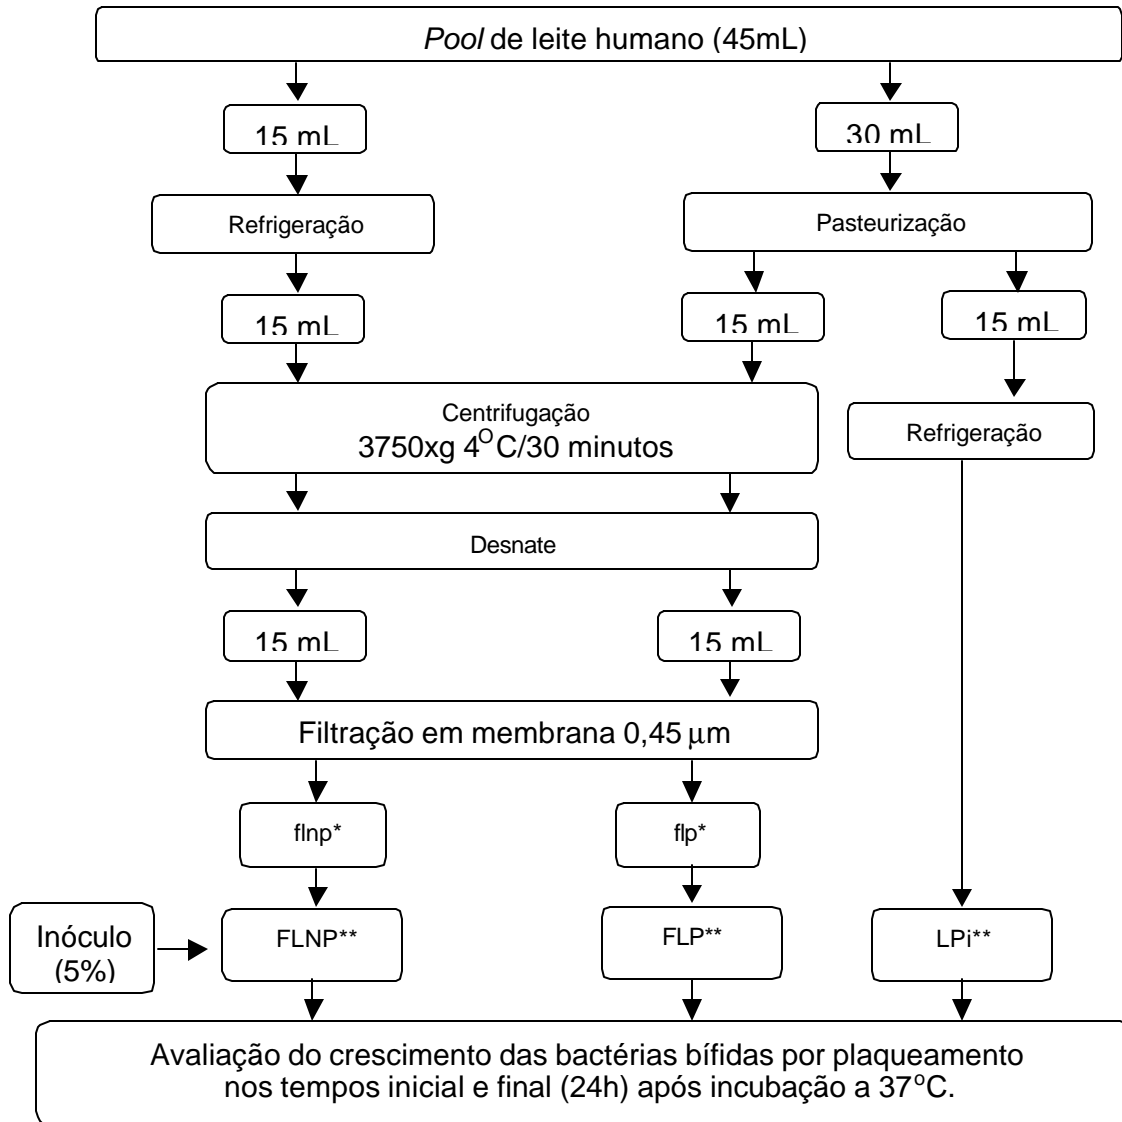 Pool de leite humano (45mL)
15 mL
30 mL
Refrigeração
Pasteurização
15 mL
15 mL
15 mL
Centrifugação
3750xg 4°C/30 minutos
Refrigeração
Desnate
15 mL
15 mL
Filtração em membrana 0,45 μm
flnp*
flp*
Inóculo
(5%)
FLNP**
FLP**
LPi**
Avaliação do crescimento das bactérias bífidas por plaqueamento
nos tempos inicial e final (24h) após incubação a 37°C.